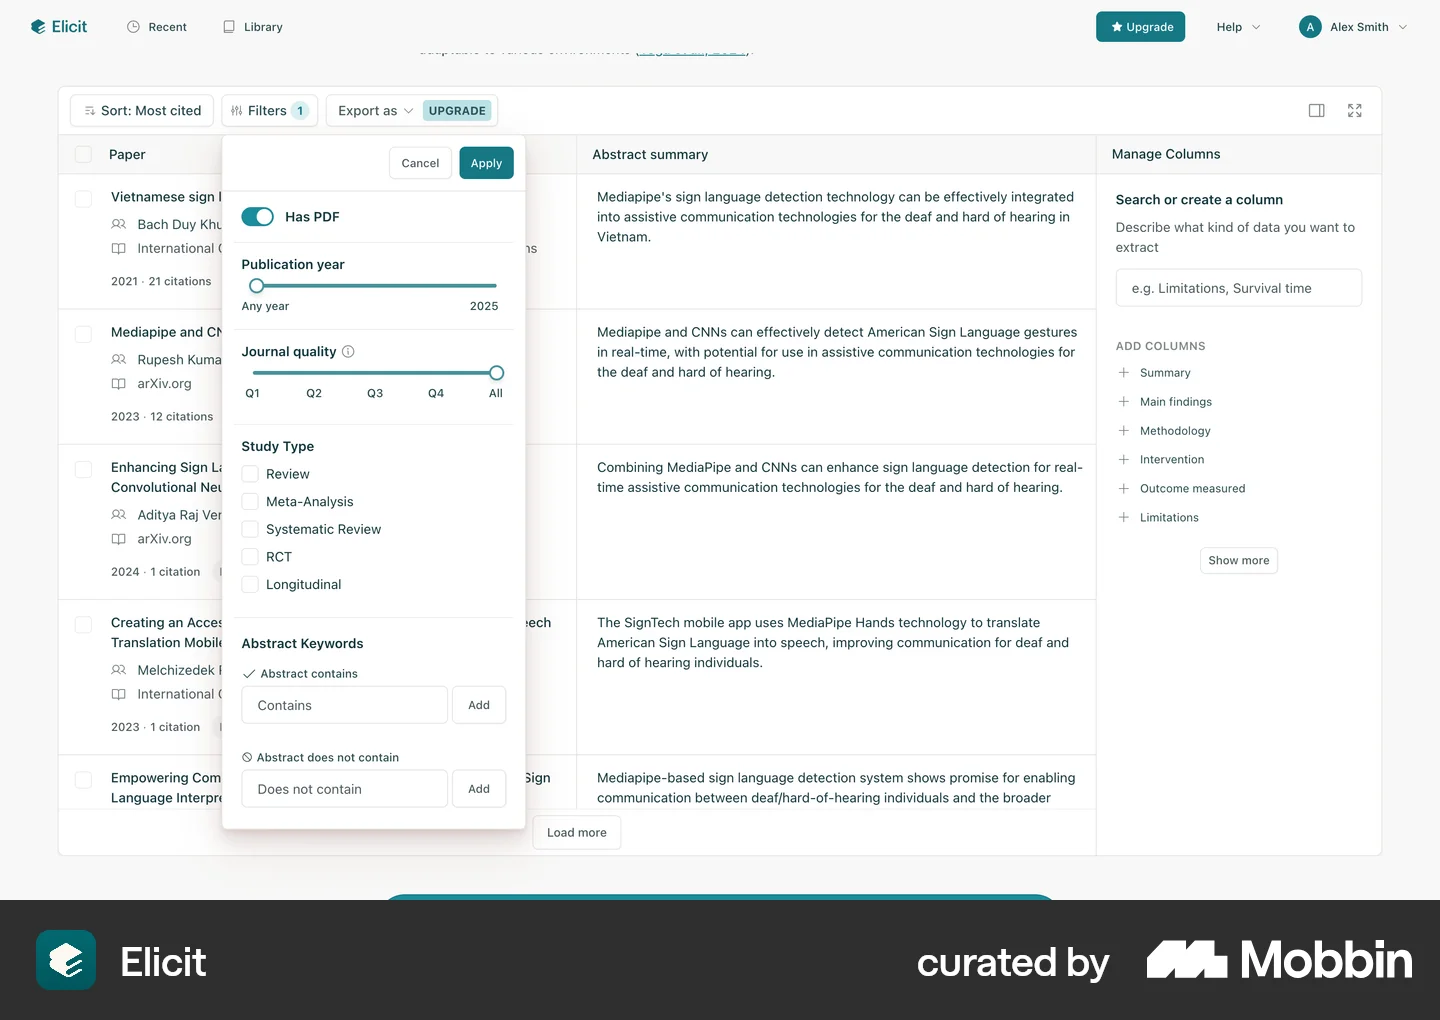 Elicit
Recent
Library
Upgrade
Help
A
Alex Smith
Sort: Most cited
Filters 1
Export as
UPGRADE
Paper
Abstract summary
Manage Columns
Cancel
Apply
Has PDF
Publication year
Any year
2025
Journal quality
Q1
Q2
Q3
Q4
All
Study Type
Review
Meta-Analysis
Systematic Review
RCT
Longitudinal
Abstract Keywords
Abstract contains
Contains
Add
Abstract does not contain
Does not contain
Add
Vietnamese sign
Bach Duy Khu
International
2021 · 21 citations
Mediapipe's sign language detection technology can be effectively integrated
into assistive communication technologies for the deaf and hard of hearing in
Vietnam.
Mediapipe and CN
Rupesh Kuma
arXiv.org
2023 · 12 citations
Mediapipe and CNNs can effectively detect American Sign Language gestures
in real-time, with potential for use in assistive communication technologies for
the deaf and hard of hearing.
Enhancing Sign La
Convolutional Neu
Aditya Raj Ver
arXiv.org
2024 · 1 citation
Combining MediaPipe and CNNs can enhance sign language detection for real-
time assistive communication technologies for the deaf and hard of hearing.
Creating an Acces
Translation Mobile
Melchizedek
International
2023 · 1 citation
The SignTech mobile app uses MediaPipe Hands technology to translate
American Sign Language into speech, improving communication for deaf and
hard of hearing individuals.
Empowering Com
Sign
Language Interpre
Mediapipe-based sign language detection system shows promise for enabling
communication between deaf/hard-of-hearing individuals and the broader
Load more
Search or create a column
Describe what kind of data you want to
extract
e.g. Limitations, Survival time
ADD COLUMNS
Summary
Main findings
Methodology
Intervention
Outcome measured
Limitations
Show more
Elicit
curated by
Mobbin